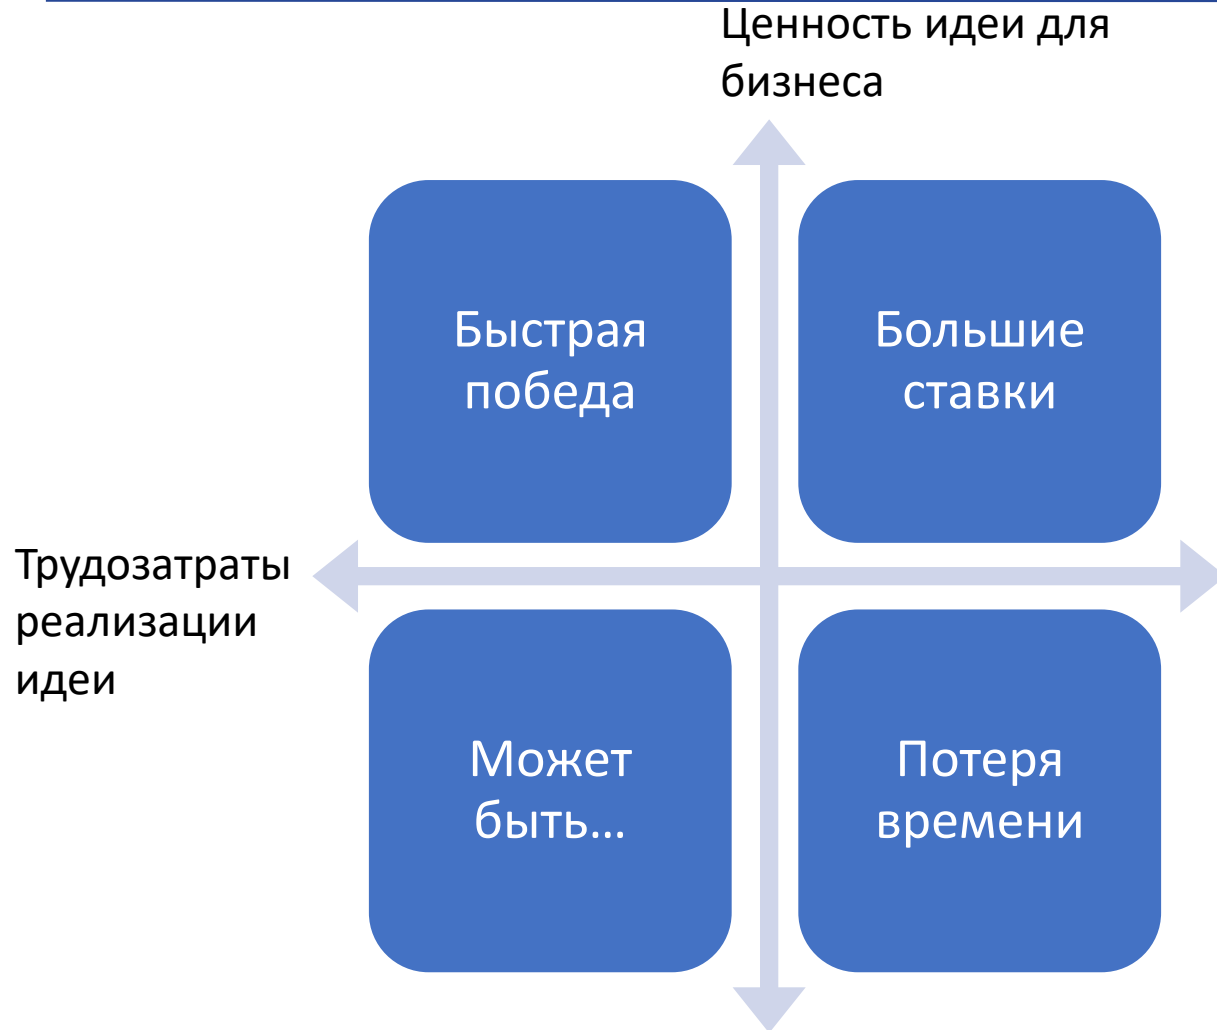 Ценность идеи для
бизнеса
Быстрая
победа
Большие
ставки
Трудозатраты
реализации
идеи
Может
быть…
Потеря
времени